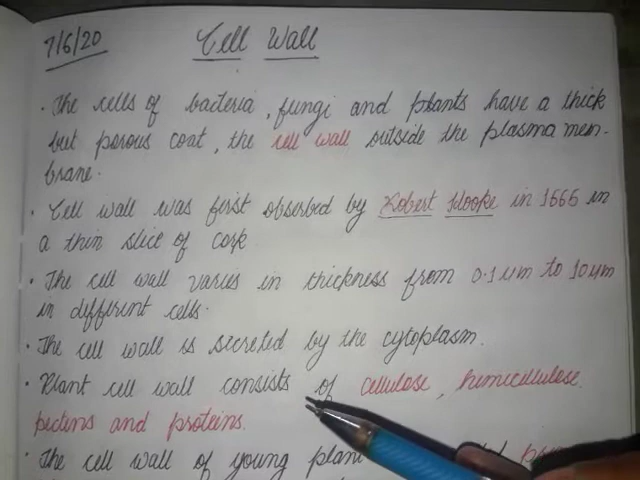 7/6/20
Cell Wall
· The cells of bacteria, fungi and plants have a thick
but porous coat, the cell wall outside the plasma mem-
brane.
· Cell wall was first observed by Robert Hooke in 1665 in
a thin slice of cork
· The cell wall varies in thickness from 0.1 μm to 10 μm
in different cells.
· The cell wall is secreted by the cytoplasm.
· Plant cell wall consists of cellulose, hemicellulose.
pectins and proteins.
· The cell wall of young plant